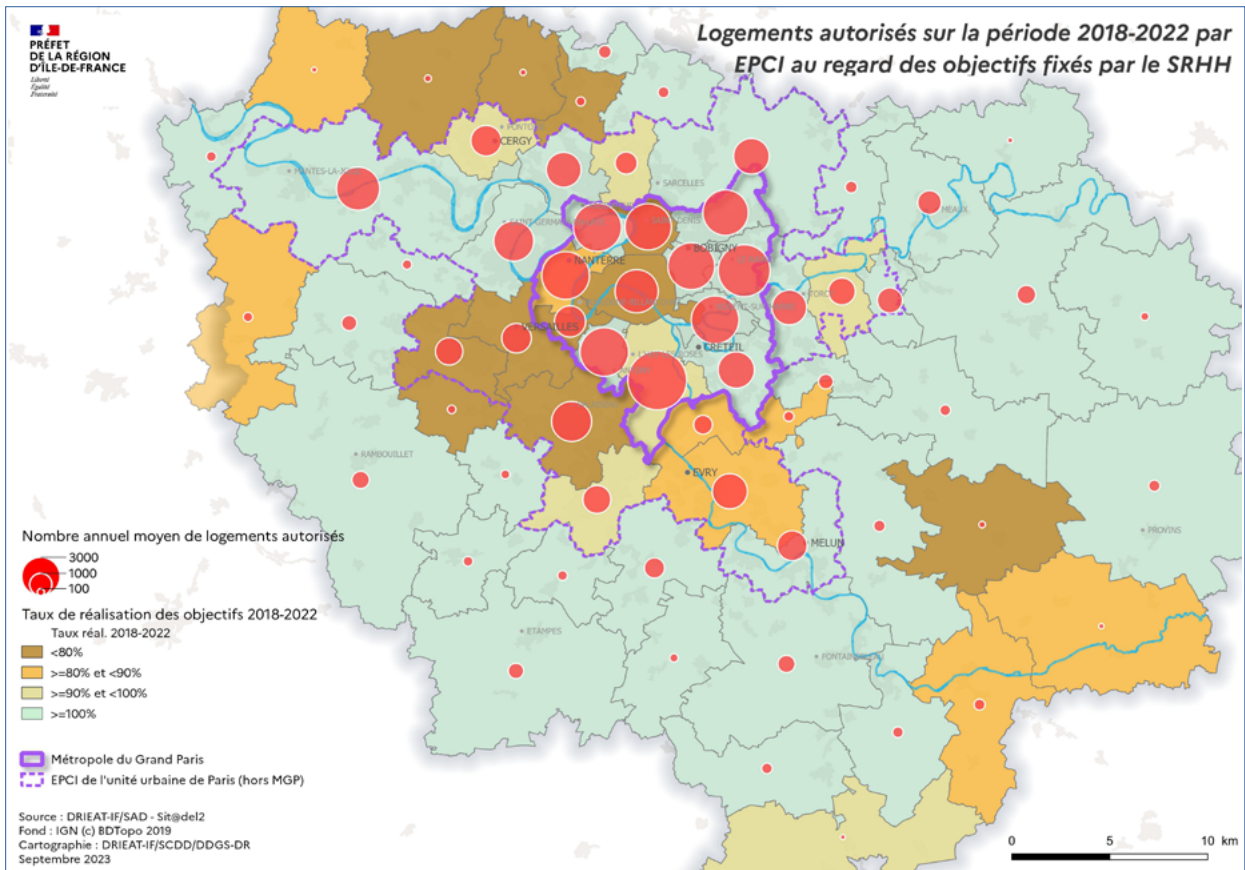 PRÉFET
DE LA RÉGION
D'ÎLE-DE-FRANCE
Liberté
Égalité
Fraternité
Logements autorisés sur la période 2018-2022 par
EPCI au regard des objectifs fixés par le SRHH
CERGY
SARCELLES
MEAUX
BOBIGNY
NANTERRE
VERSAILLES
CRÉTEIL
RAMBOUILLET
EVRY
MELUN
PROVINS
ETAMPES
Nombre annuel moyen de logements autorisés
3000
1000
100
Taux de réalisation des objectifs 2018-2022
Taux réal. 2018-2022
<80%
>=80% et <90%
>=90% et <100%
>=100%
Métropole du Grand Paris
EPCI de l'unité urbaine de Paris (hors MGP)
Source : DRIEAT-IF/SAD - Sit@del2
Fond : IGN (c) BDTopo 2019
Cartographie : DRIEAT-IF/SCDD/DDGS-DR
Septembre 2023
0 5 10 km